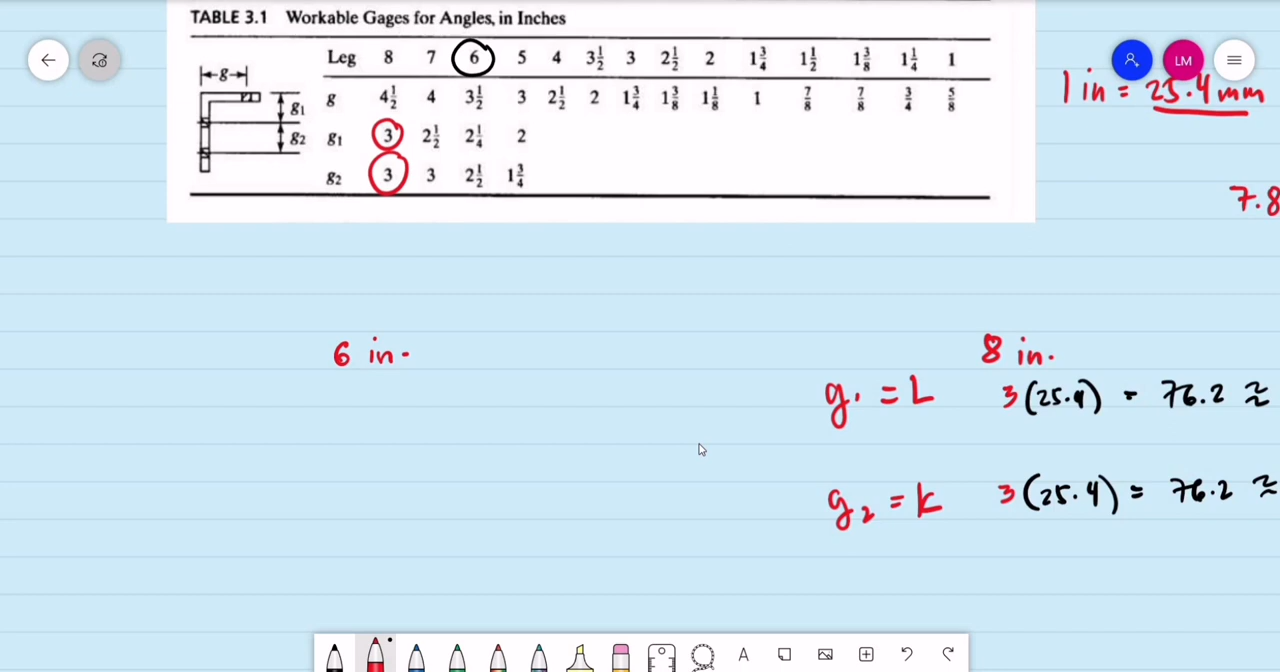 TABLE 3.1 Workable Gages for Angles, in Inches
Leg 8 7 6 5 4 3½ 3 2½ 2 1¾ 1½ 1⅜ 1¼ 1
g g 4½ 4 3½ 3 2½ 2 1¾ 1⅜ 1⅛ 1 ⅞ ⅞ ¾ ⅝
g1
g2 g1 3 2½ 2¼ 2
g2 3 3 2½ 1¾
LM
1 in = 25.4 mm
7.8
6 in.
8 in.
g1 = L 3(25.4) = 76.2 ≈
g2 = k 3(25.4) = 76.2 ≈
A